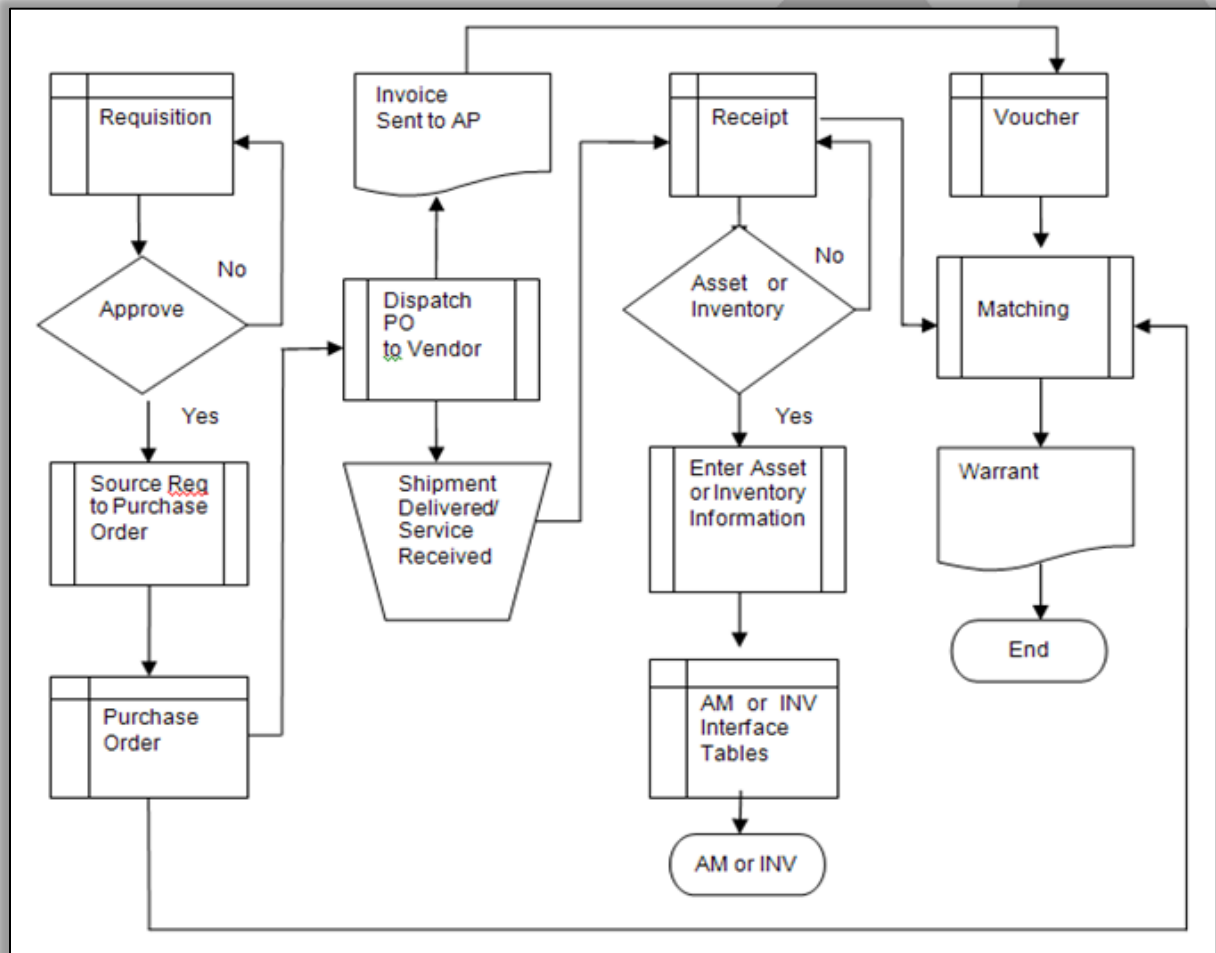 Requisition
No
Approve
Yes
Source Req
to Purchase
Order
Purchase
Order
Invoice
Sent to AP
Dispatch
PO
to Vendor
Shipment
Delivered/
Service
Received
Receipt
No
Asset or
Inventory
Yes
Enter Asset
or Inventory
Information
AM or INV
Interface
Tables
AM or INV
Voucher
Matching
Warrant
End